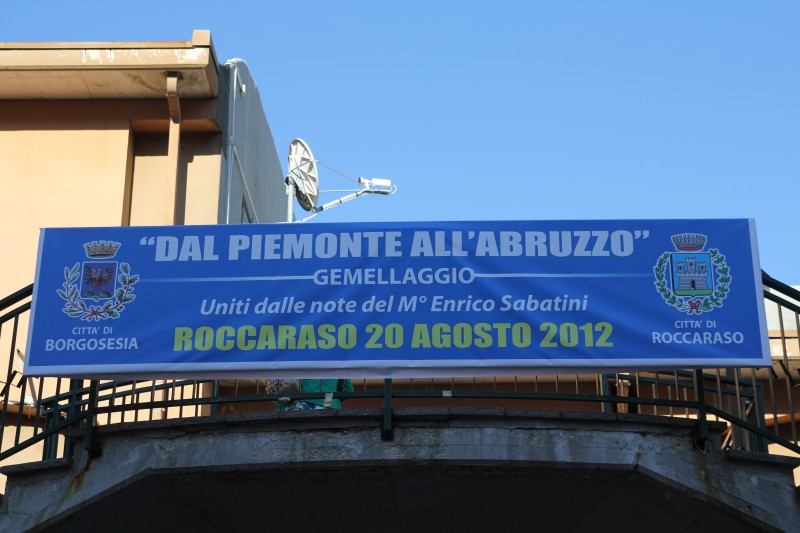 "DAL PIEMONTE ALL'ABRUZZO"
GEMELLAGGIO
Uniti dalle note del M° Enrico Sabatini
ROCCARASO 20 AGOSTO 2012
CITTA' DI
BORGOSESIA
CITTA' DI
ROCCARASO